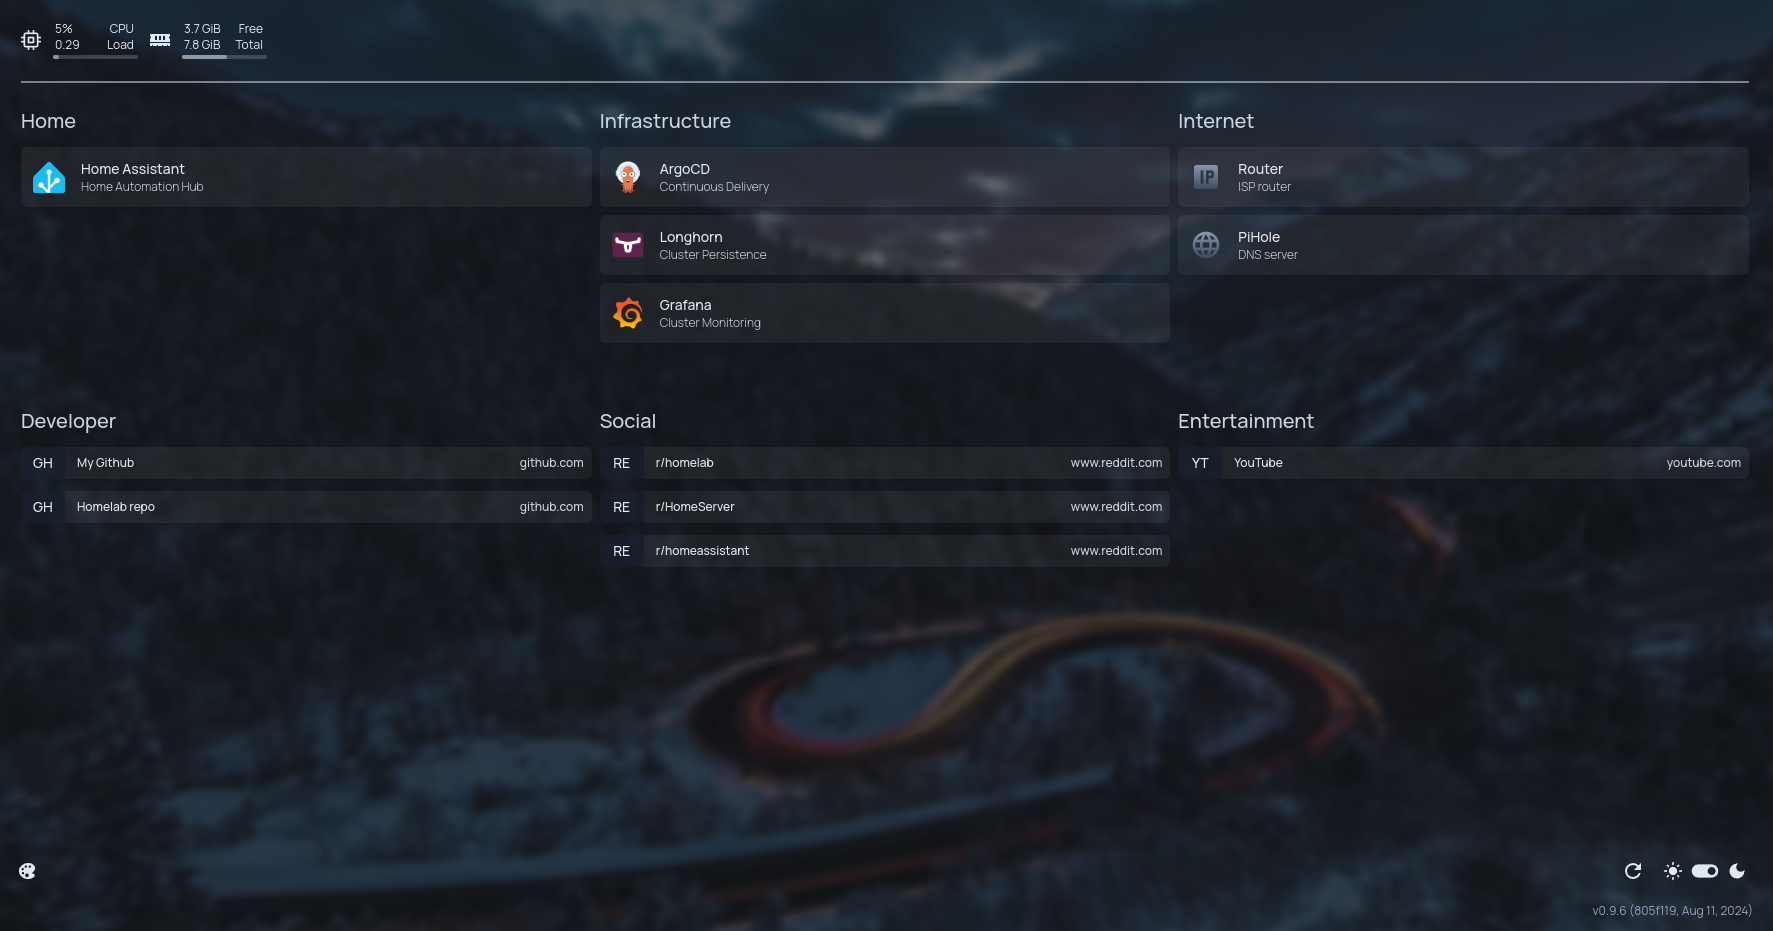 5% CPU
0.29 Load
3.7 GiB Free
7.8 GiB Total
Home
Home Assistant
Home Automation Hub
Infrastructure
ArgoCD
Continuous Delivery
Longhorn
Cluster Persistence
Grafana
Cluster Monitoring
Internet
IP
Router
ISP router
PiHole
DNS server
Developer
GH My Github github.com
GH Homelab repo github.com
Social
RE r/homelab www.reddit.com
RE r/HomeServer www.reddit.com
RE r/homeassistant www.reddit.com
Entertainment
YT YouTube youtube.com
v0.9.6 (805f119, Aug 11, 2024)